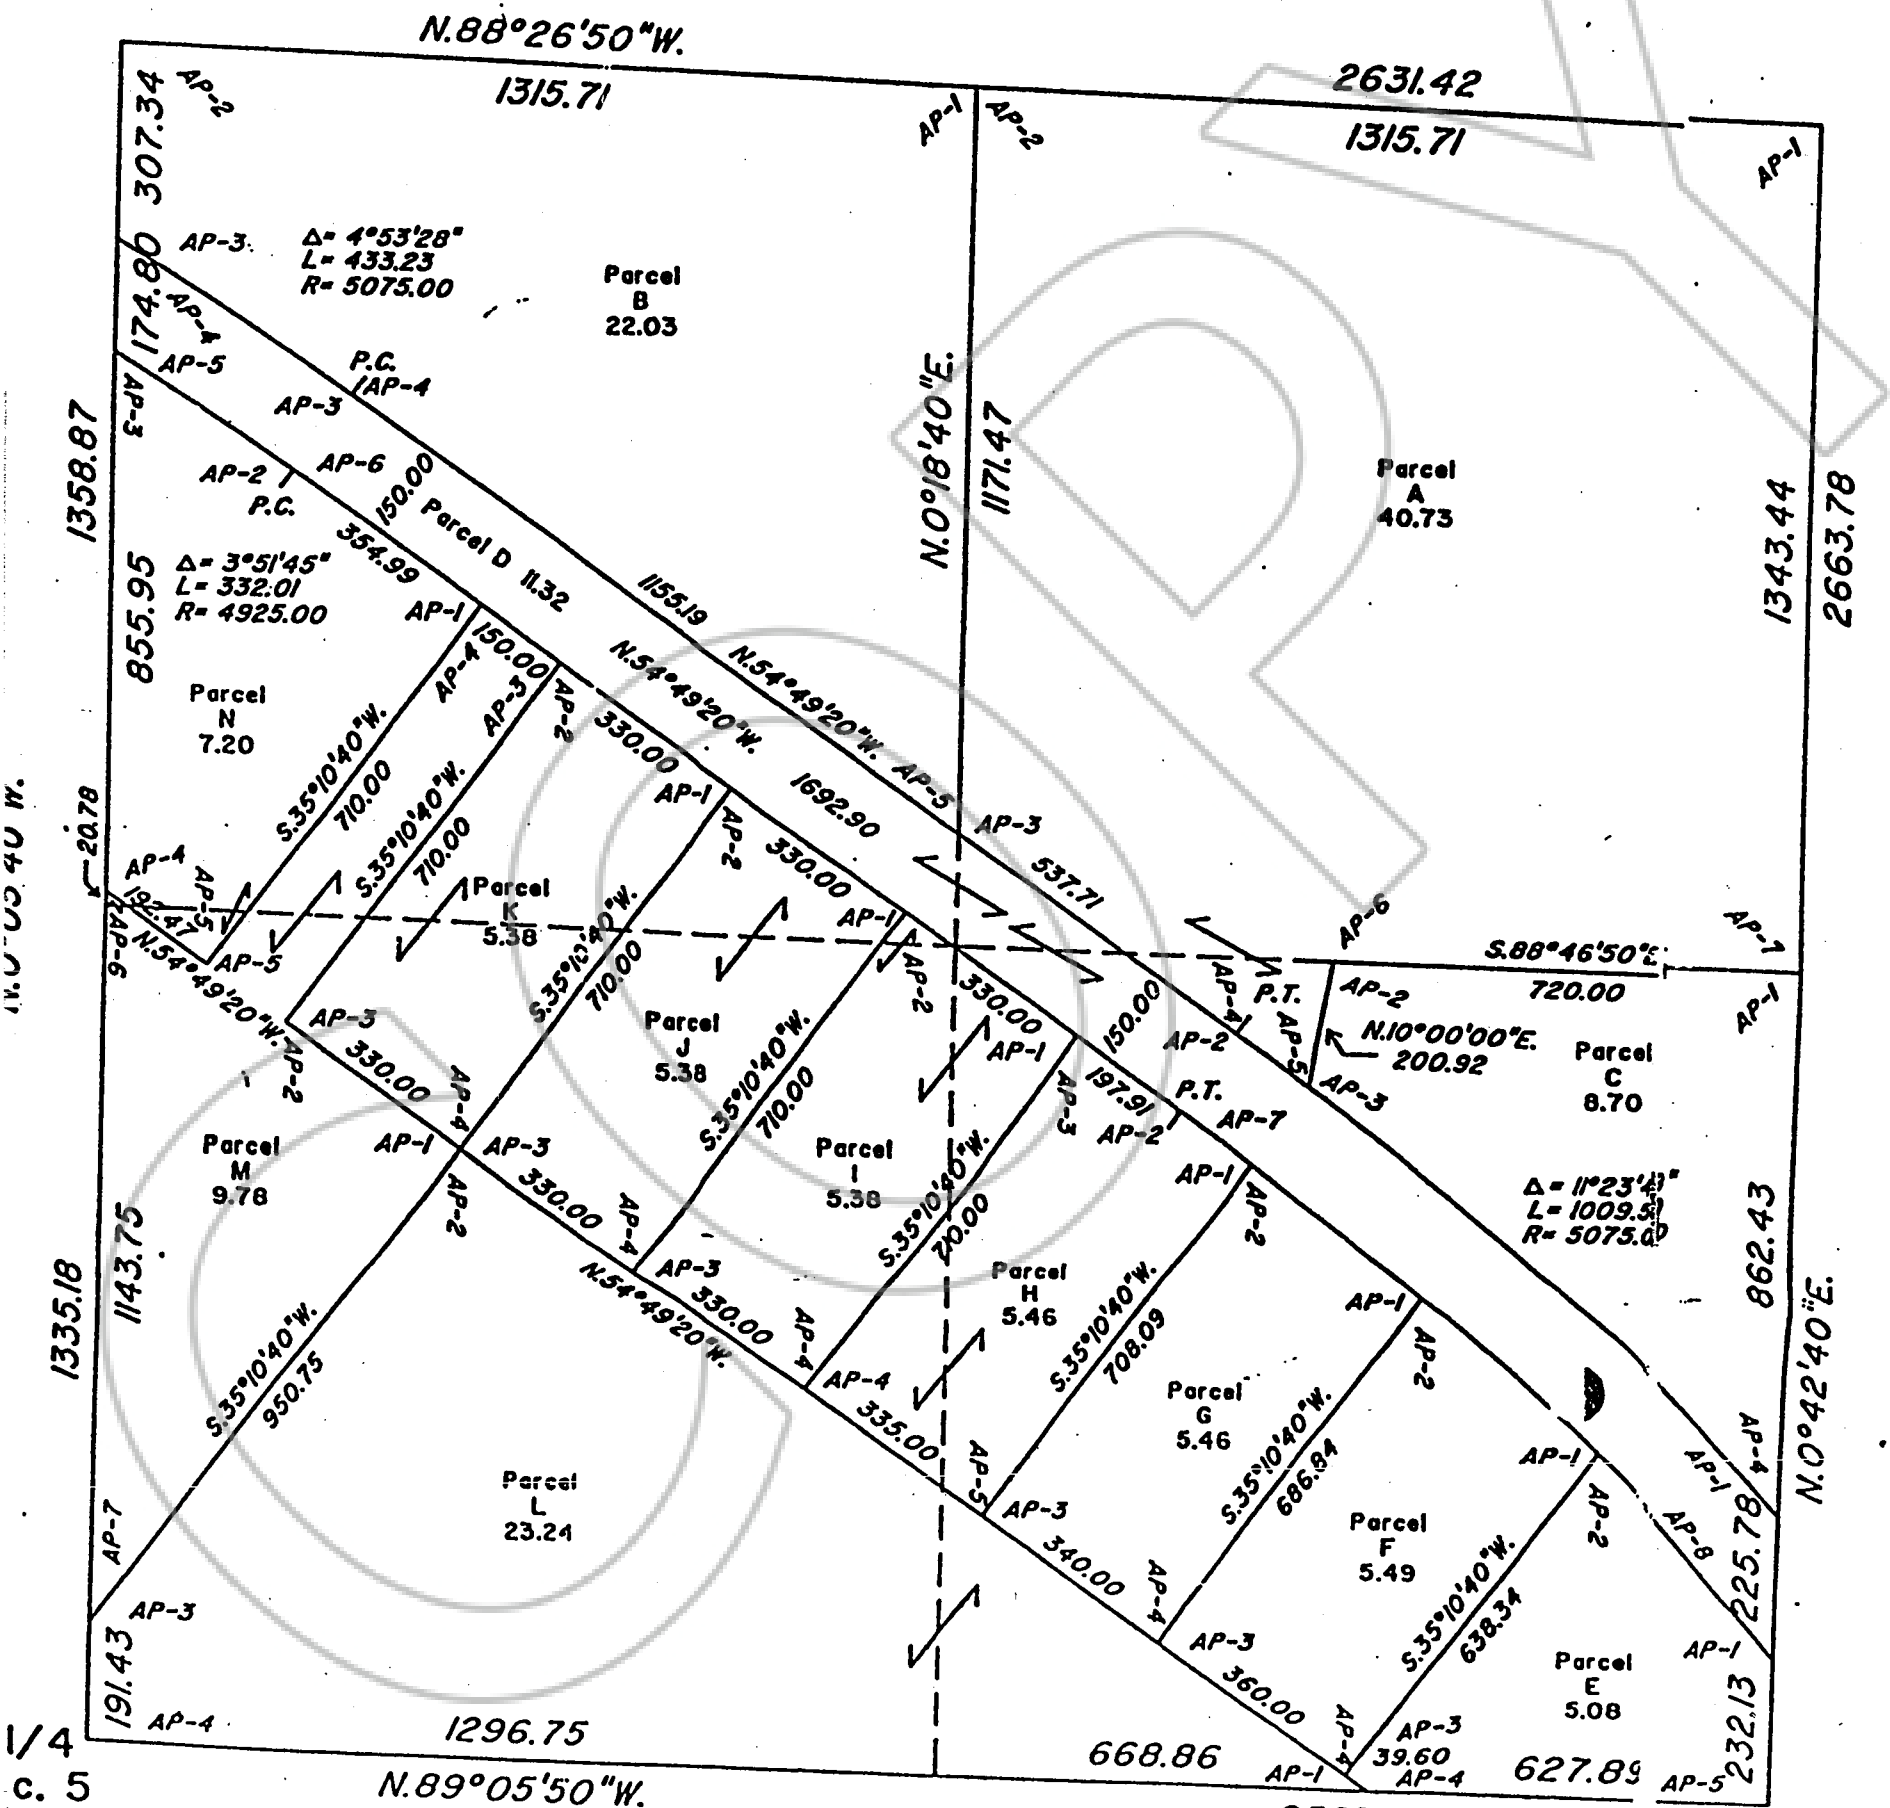 N.88°26'50"W.
1315.71
2631.42
1315.71
AP-2
AP-1
AP-2
AP-1
307.34
174.80
AP-3
Δ= 4°53'28"
L= 433.23
R= 5075.00
Parcel
B
22.03
AP-4
AP-5
AP-3
P.C.
AP-4
AP-3
1358.87
855.95
AP-2
P.C.
AP-6
150.00
354.99
Parcel D 11.32
1155.19
N.0°18'40"E.
1171.47
Parcel
A
40.73
1343.44
2663.78
Δ= 3°51'45"
L= 332.01
R= 4925.00
AP-1
150.00
AP-4
AP-3
AP-2
Parcel
N
7.20
S.35°10'40"W.
710.00
S.35°10'40"W.
710.00
330.00
N.54°49'20"W.
N.54°49'20"W.
1692.90
AP-5
AP-3
537.71
AP-1
AP-2
330.00
20.78
AP-4
192.47
AP-5
AP-6
N.54°49'20"W.
AP-5
Parcel
K
5.38
S.35°10'40"W.
710.00
AP-1
AP-2
AP-6
AP-7
S.88°46'50"E.
720.00
AP-2
AP-1
N.10°00'00"E.
200.92
AP-4
P.T.
AP-5
AP-3
Parcel
C
8.70
AP-3
AP-2
330.00
AP-4
Parcel
J
5.38
S.35°10'40"W.
710.00
330.00
AP-1
150.00
AP-2
AP-3
197.91
P.T.
AP-2
AP-7
Parcel
M
9.78
AP-1
AP-3
AP-2
330.00
AP-4
Parcel
I
5.38
S.35°10'40"W.
710.00
AP-1
AP-2
Δ= 11°23'
L= 1009.5
R= 5075.0
862.43
1335.18
1143.75
AP-3
N.54°49'20"W.
330.00
AP-4
Parcel
H
5.46
S.35°10'40"W.
708.09
AP-1
AP-2
N.0°42'40"E.
S.35°10'40"W.
950.75
AP-4
335.00
AP-5
Parcel
G
5.46
S.35°10'40"W.
686.84
AP-1
AP-2
AP-1
AP-4
AP-8
225.78
AP-7
Parcel
L
23.24
AP-3
340.00
AP-4
Parcel
F
5.49
S.35°10'40"W.
638.34
AP-3
191.43
AP-4
AP-3
360.00
AP-4
Parcel
E
5.08
AP-1
232.13
1/4
c. 5
1296.75
N.89°05'50"W.
668.86
AP-1
AP-3
39.60
AP-4
627.89
AP-5
COPY